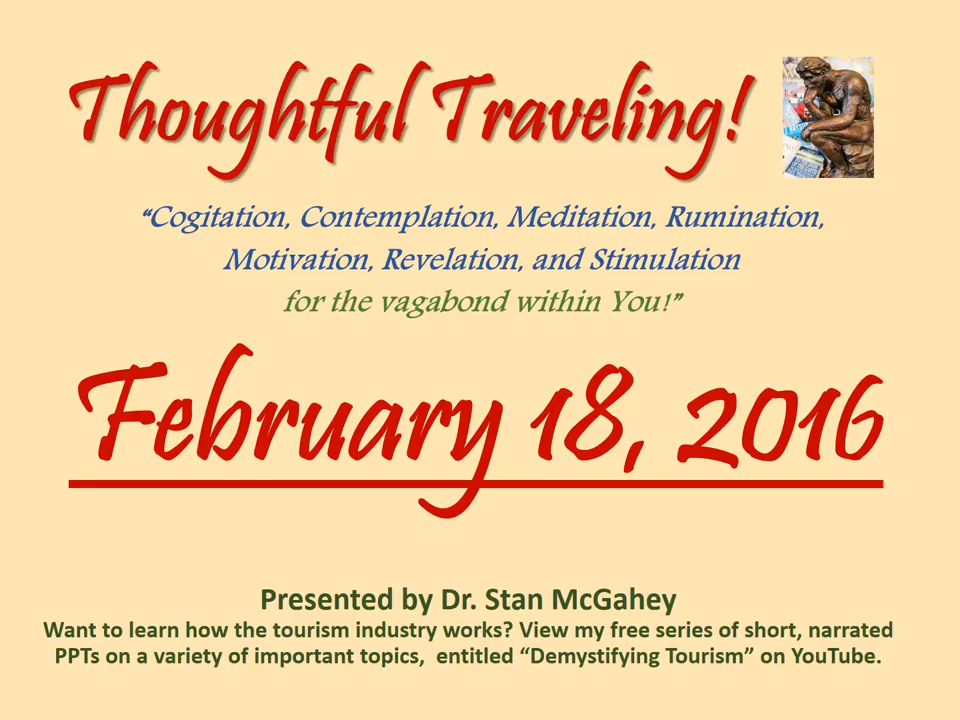 Thoughtful Traveling!
“Cogitation, Contemplation, Meditation, Rumination,
Motivation, Revelation, and Stimulation
for the vagabond within You!”
February 18, 2016
Presented by Dr. Stan McGahey
Want to learn how the tourism industry works? View my free series of short, narrated
PPTs on a variety of important topics,  entitled “Demystifying Tourism” on YouTube.